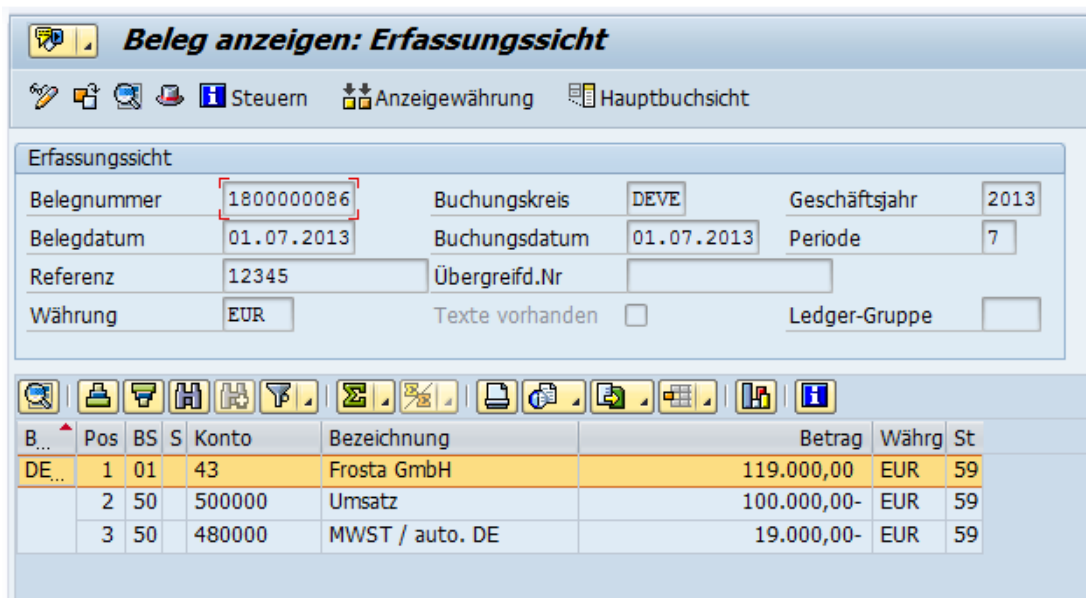 Beleg anzeigen: Erfassungssicht
Steuern Anzeigewährung Hauptbuchsicht
Erfassungssicht
Belegnummer 1800000086 Buchungskreis DEVE Geschäftsjahr 2013
Belegdatum 01.07.2013 Buchungsdatum 01.07.2013 Periode 7
Referenz 12345 Übergreifd.Nr
Währung EUR Texte vorhanden Ledger-Gruppe
B... Pos BS S Konto Bezeichnung Betrag Währg St
DE... 1 01 43 Frosta GmbH 119.000,00 EUR 59
2 50 500000 Umsatz 100.000,00- EUR 59
3 50 480000 MWST / auto. DE 19.000,00- EUR 59